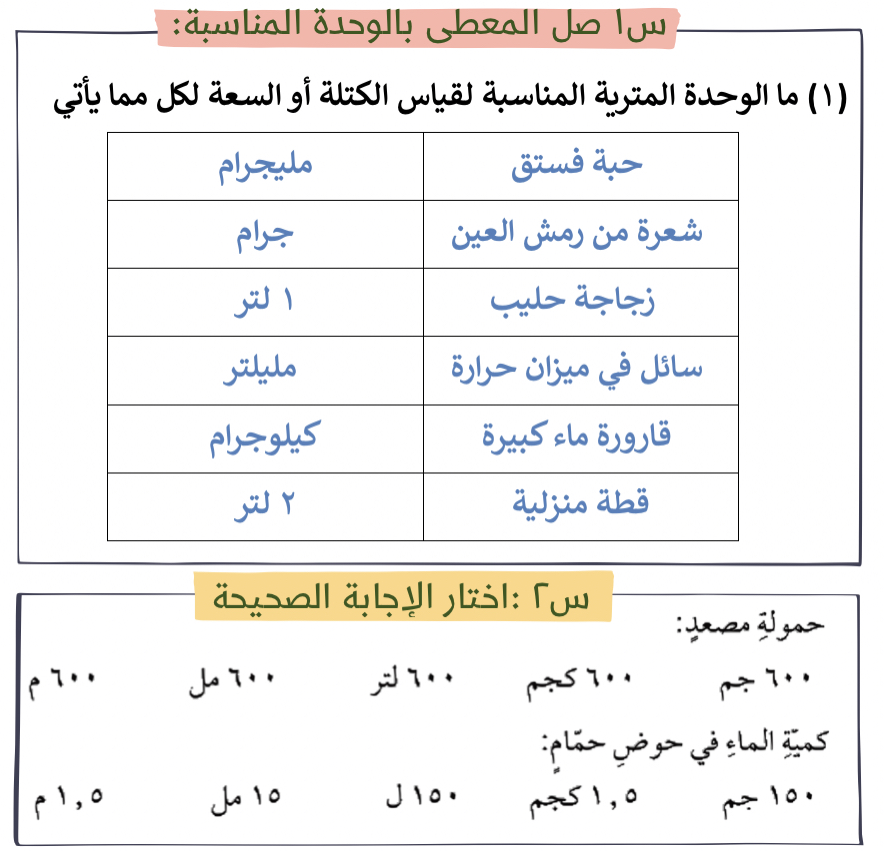 س١ صل المعطى بالوحدة المناسبة:
(١) ما الوحدة المترية المناسبة لقياس الكتلة أو السعة لكل مما يأتي
حبة فستق مليجرام
شعرة من رمش العين جرام
زجاجة حليب ١ لتر
سائل في ميزان حرارة مليلتر
قارورة ماء كبيرة كيلوجرام
قطة منزلية ٢ لتر
س٢ :اختار الإجابة الصحيحة
حمولةِ مصعدٍ:
٦٠٠ جم ٦٠٠ كجم ٦٠٠ لتر ٦٠٠ مل ٦٠٠ م
كميّةِ الماءِ في حوضِ حمّامٍ:
١٥٠ جم ١,٥ كجم ١٥٠ ل ١٥ مل ١,٥ م